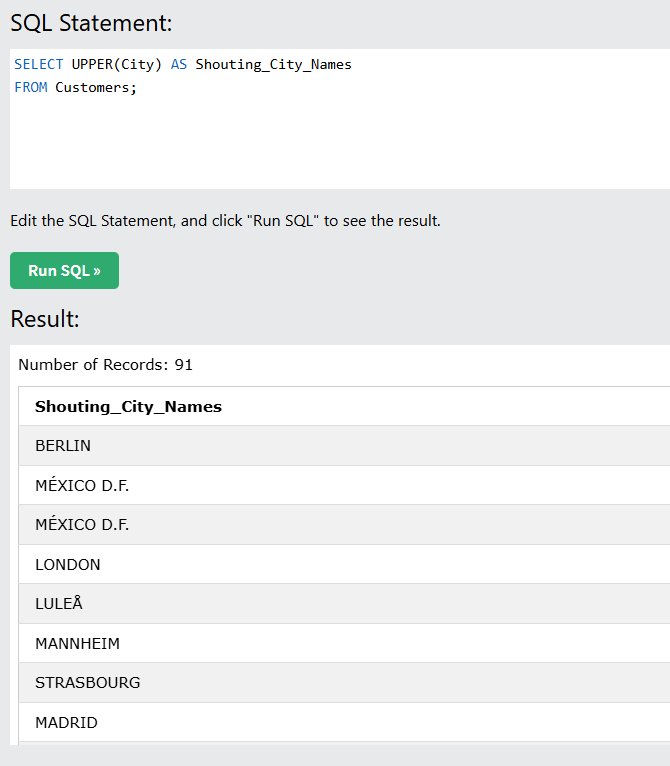 SQL Statement:
SELECT UPPER(City) AS Shouting_City_Names
FROM Customers;
Edit the SQL Statement, and click "Run SQL" to see the result.
Run SQL »
Result:
Number of Records: 91
Shouting_City_Names
BERLIN
MÉXICO D.F.
MÉXICO D.F.
LONDON
LULEÅ
MANNHEIM
STRASBOURG
MADRID